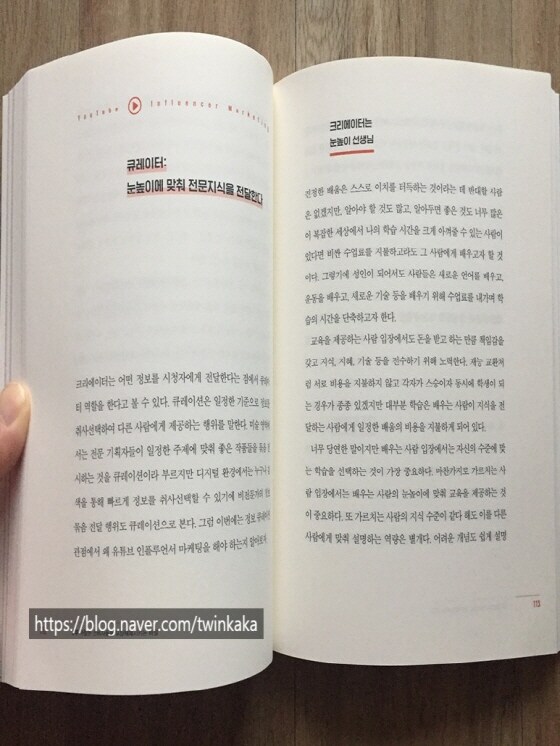 YouTube Influencer Marketing
큐레이터:
눈높이에 맞춰 전문지식을 전달한다
크리에이터는 어떤 정보를 시청자에게 전달한다는 점에서 큐레이
터 역할을 한다고 볼 수 있다. 큐레이션은 일정한 기준으로 정보를
취사선택하여 다른 사람에게 제공하는 행위를 말한다. 미술
서는 전문 기획자들이 일정한 주제에 맞춰 좋은 작품들을
시하는 것을 큐레이션이라 부르지만 디지털 환경에서는 누구나
색을 통해 빠르게 정보를 취사선택할 수 있기에 비전문가의
묶음 전달 행위도 큐레이션으로 본다. 그럼 이번에는 정보 큐레이션
관점에서 왜 유튜브 인플루언서 마케팅을 해야 하는지 알아보자.
https://blog.naver.com/twinkaka
크리에이터는
눈높이 선생님
진정한 배움은 스스로 이치를 터득하는 것이라는 데 반대할 사람
은 없겠지만, 알아야 할 것도 많고, 알아두면 좋은 것도 너무 많은
이 복잡한 세상에서 나의 학습 시간을 크게 아껴줄 수 있는 사람이
있다면 비싼 수업료를 지불하고라도 그 사람에게 배우고자 할 것
이다. 그렇기에 성인이 되어서도 사람들은 새로운 언어를 배우고,
운동을 배우고, 새로운 기술 등을 배우기 위해 수업료를 내가며 학
습의 시간을 단축하고자 한다.
교육을 제공하는 사람 입장에서도 돈을 받고 하는 만큼 책임감을
갖고 지식, 지혜, 기술 등을 전수하기 위해 노력한다. 재능 교환처
럼 서로 비용을 지불하지 않고 각자가 스승이자 동시에 학생이 되
는 경우가 종종 있겠지만 대부분 학습은 배우는 사람이 지식을 전
달하는 사람에게 일정한 배움의 비용을 지불하게 되어 있다.
너무 당연한 말이지만 배우는 사람 입장에서는 자신의 수준에 맞
는 학습을 선택하는 것이 가장 중요하다. 마찬가지로 가르치는 사
람 입장에서는 배우는 사람의 눈높이에 맞춰 교육을 제공하는 것
이 중요하다. 또 가르치는 사람의 지식 수준이 같다 해도 이를 다른
사람에게 맞춰 설명하는 역량은 별개다. 어려운 개념도 쉽게 설명
113